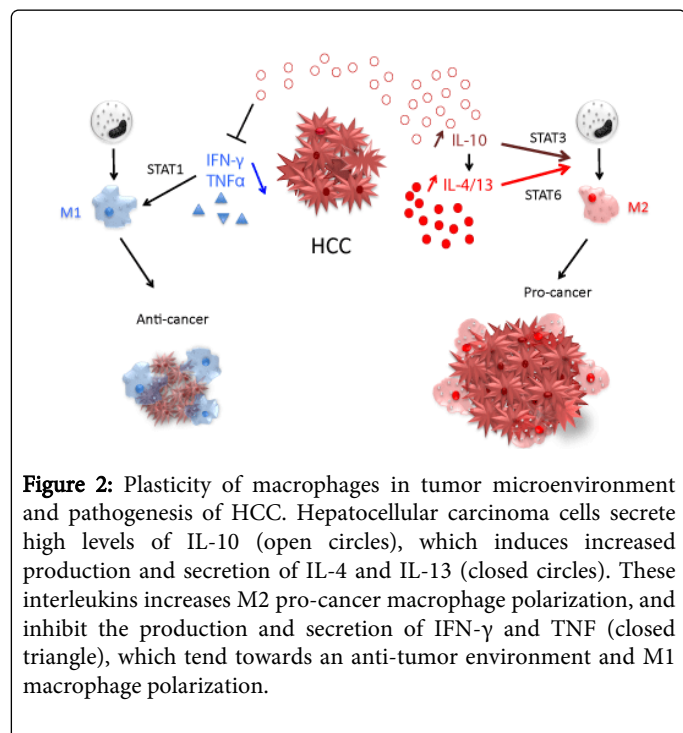 STAT1
IFN-γ
TNFα
M1
Anti-cancer
HCC
IL-10
IL-4/13
STAT3
STAT6
M2
Pro-cancer
Figure 2: Plasticity of macrophages in tumor microenvironment
and pathogenesis of HCC. Hepatocellular carcinoma cells secrete
high levels of IL-10 (open circles), which induces increased
production and secretion of IL-4 and IL-13 (closed circles). These
interleukins increases M2 pro-cancer macrophage polarization, and
inhibit the production and secretion of IFN-γ and TNF (closed
triangle), which tend towards an anti-tumor environment and M1
macrophage polarization.